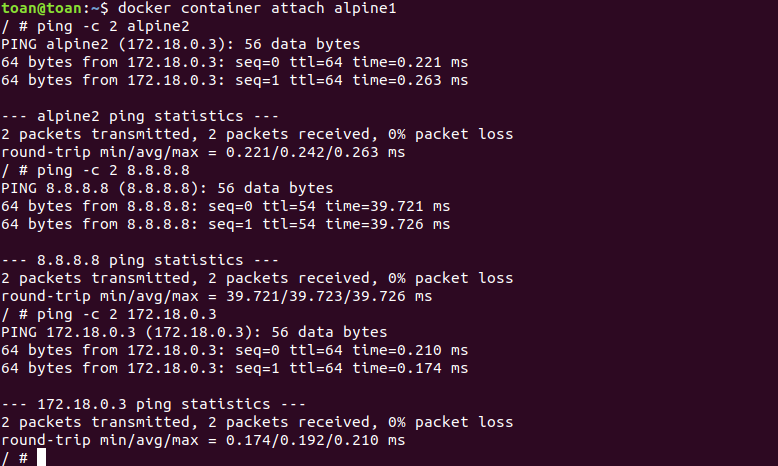 toan@toan:~$ docker container attach alpine1
/ # ping -c 2 alpine2
PING alpine2 (172.18.0.3): 56 data bytes
64 bytes from 172.18.0.3: seq=0 ttl=64 time=0.221 ms
64 bytes from 172.18.0.3: seq=1 ttl=64 time=0.263 ms

--- alpine2 ping statistics ---
2 packets transmitted, 2 packets received, 0% packet loss
round-trip min/avg/max = 0.221/0.242/0.263 ms
/ # ping -c 2 8.8.8.8
PING 8.8.8.8 (8.8.8.8): 56 data bytes
64 bytes from 8.8.8.8: seq=0 ttl=54 time=39.721 ms
64 bytes from 8.8.8.8: seq=1 ttl=54 time=39.726 ms

--- 8.8.8.8 ping statistics ---
2 packets transmitted, 2 packets received, 0% packet loss
round-trip min/avg/max = 39.721/39.723/39.726 ms
/ # ping -c 2 172.18.0.3
PING 172.18.0.3 (172.18.0.3): 56 data bytes
64 bytes from 172.18.0.3: seq=0 ttl=64 time=0.210 ms
64 bytes from 172.18.0.3: seq=1 ttl=64 time=0.174 ms

--- 172.18.0.3 ping statistics ---
2 packets transmitted, 2 packets received, 0% packet loss
round-trip min/avg/max = 0.174/0.192/0.210 ms
/ #